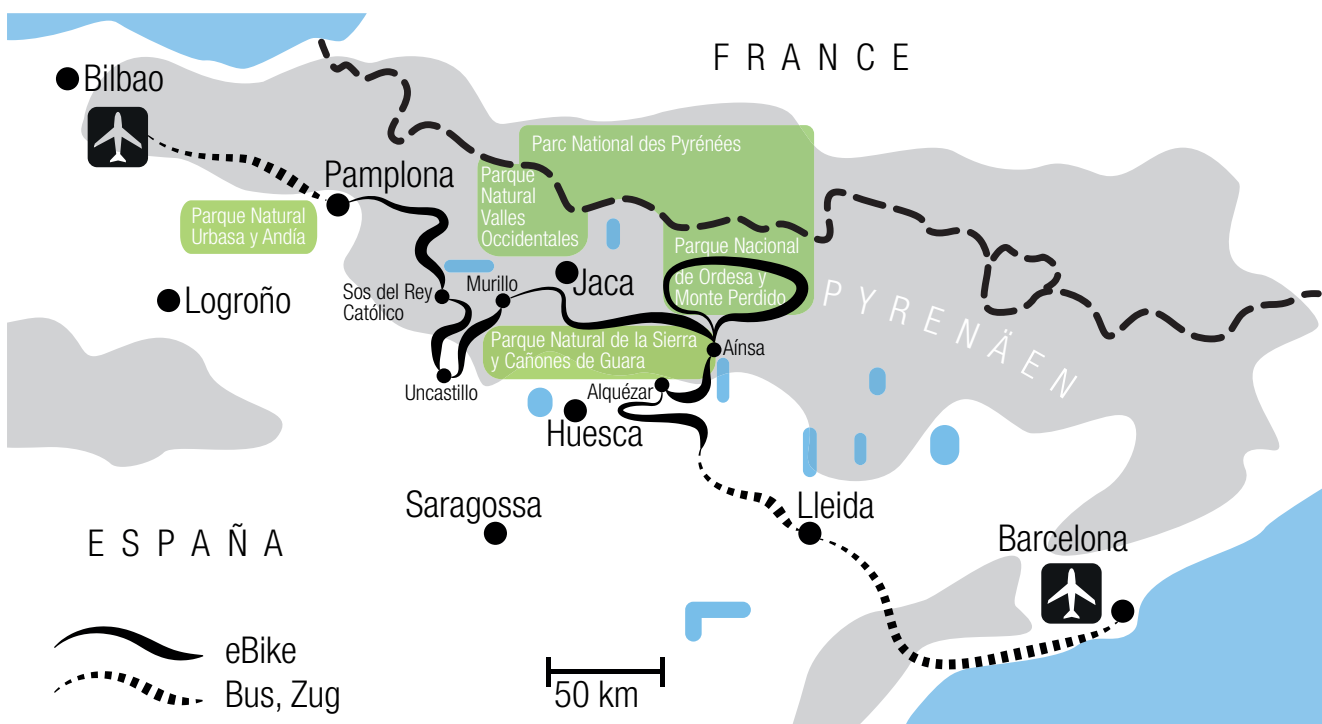 FRANCE
Bilbao
Parc National des Pyrénées
Pamplona
Parque
Natural
Valles
Occidentales
Parque Natural
Urbasa y Andía
Parque Nacional
de Ordesa y
Monte Perdido
Jaca
Murillo
Sos del Rey
Católico
Logroño
PYRENÄEN
Parque Natural de la Sierra
y Cañones de Guara
Aínsa
Uncastillo
Alquézar
Huesca
Saragossa
Lleida
ESPAÑA
Barcelona
eBike
Bus, Zug
50 km